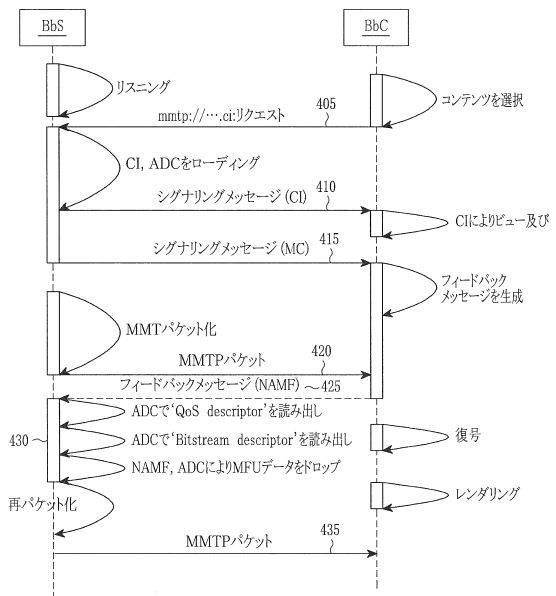 BbS
BbC
リスニング
コンテンツを選択
mmtp://….ci:リクエスト
405
CI, ADCをローディング
シグナリングメッセージ(CI)
410
CIによりビュー及び
シグナリングメッセージ(MC)
415
フィードバック
メッセージを生成
MMTパケット化
MMTPパケット
420
フィードバックメッセージ(NAMF)
425
ADCで‘QoS descriptor’を読み出し
430
ADCで‘Bitstream descriptor’を読み出し
復号
NAMF, ADCによりMFUデータをドロップ
再パケット化
レンダリング
MMTPパケット
435